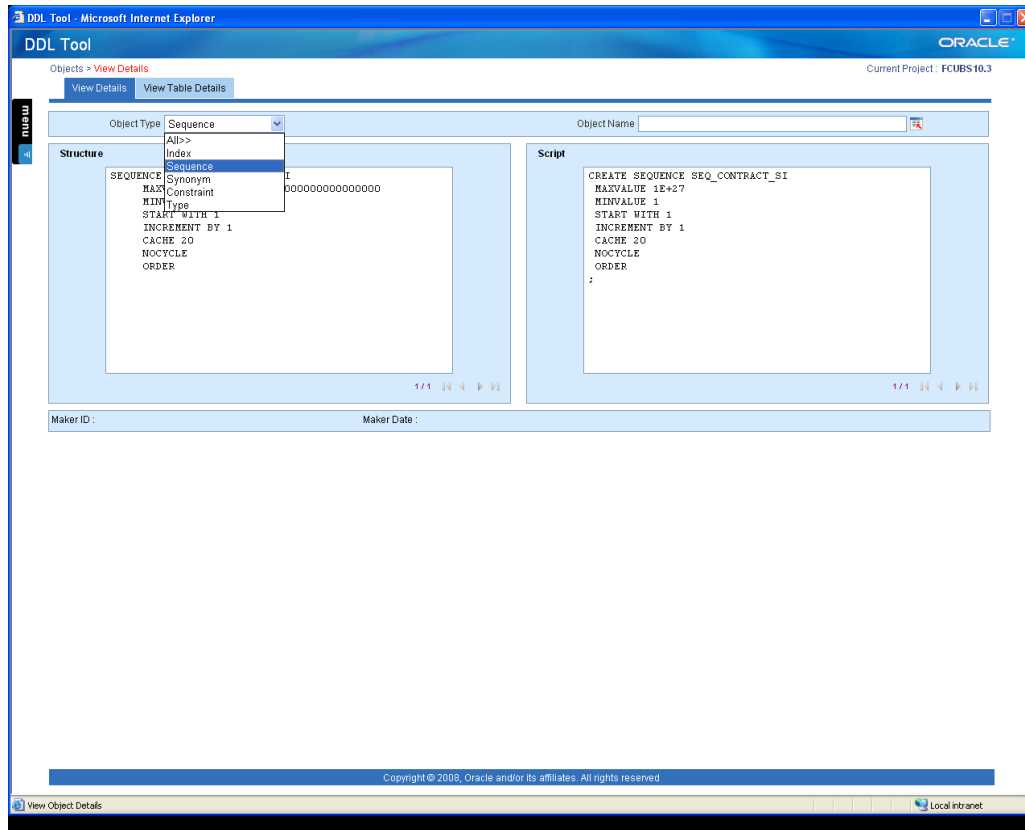 DDL Tool - Microsoft Internet Explorer
DDL Tool
ORACLE
Objects > View Details
Current Project : FCUBS10.3
View Details
View Table Details
menu
Object Type Sequence
Object Name
All>>
Index
Sequence
Synonym
Constraint
Type
Structure
SEQUENCE I
MAXV 000000000000000
MINV 1
START WITH 1
INCREMENT BY 1
CACHE 20
NOCYCLE
ORDER
1/1
Script
CREATE SEQUENCE SEQ_CONTRACT_SI
MAXVALUE 1E+27
MINVALUE 1
START WITH 1
INCREMENT BY 1
CACHE 20
NOCYCLE
ORDER
;
1/1
Maker ID :
Maker Date :
Copyright © 2008, Oracle and/or its affiliates. All rights reserved
View Object Details
Local intranet